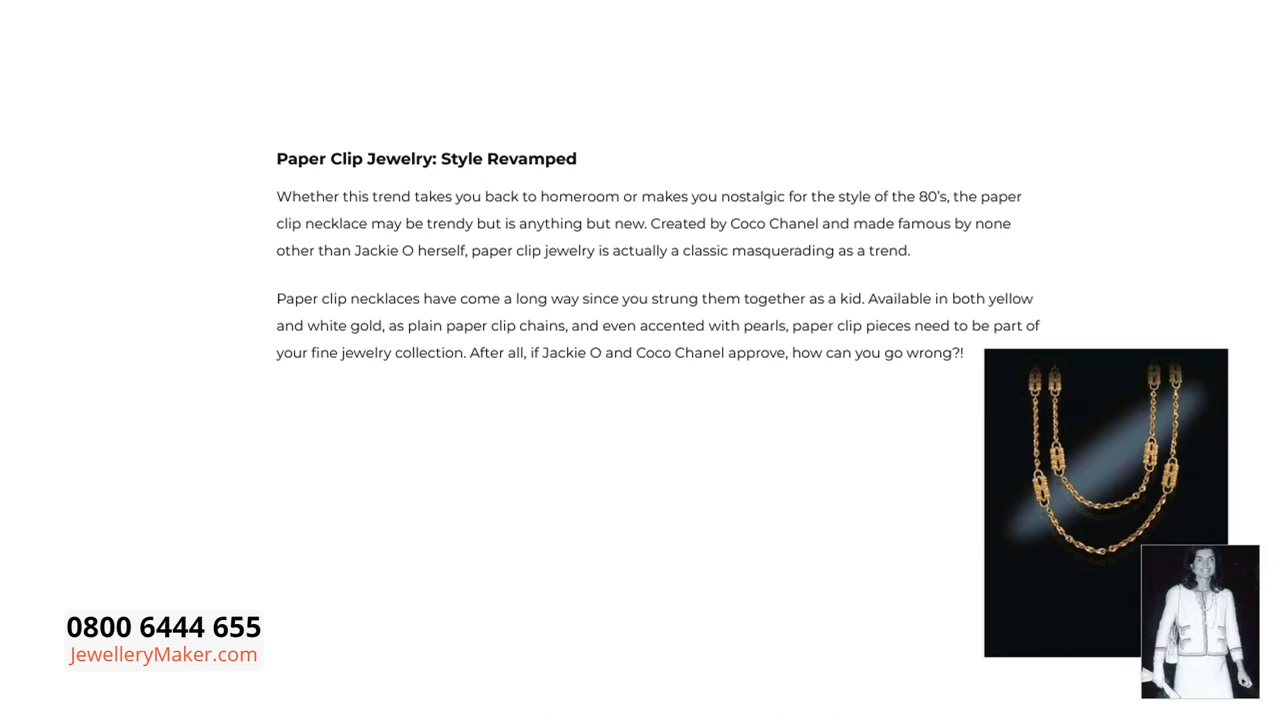 Paper Clip Jewelry: Style Revamped
Whether this trend takes you back to homeroom or makes you nostalgic for the style of the 80's, the paper
clip necklace may be trendy but is anything but new. Created by Coco Chanel and made famous by none
other than Jackie O herself, paper clip jewelry is actually a classic masquerading as a trend.
Paper clip necklaces have come a long way since you strung them together as a kid. Available in both yellow
and white gold, as plain paper clip chains, and even accented with pearls, paper clip pieces need to be part of
your fine jewelry collection. After all, if Jackie O and Coco Chanel approve, how can you go wrong?!
0800 6444 655
JewelleryMaker.com